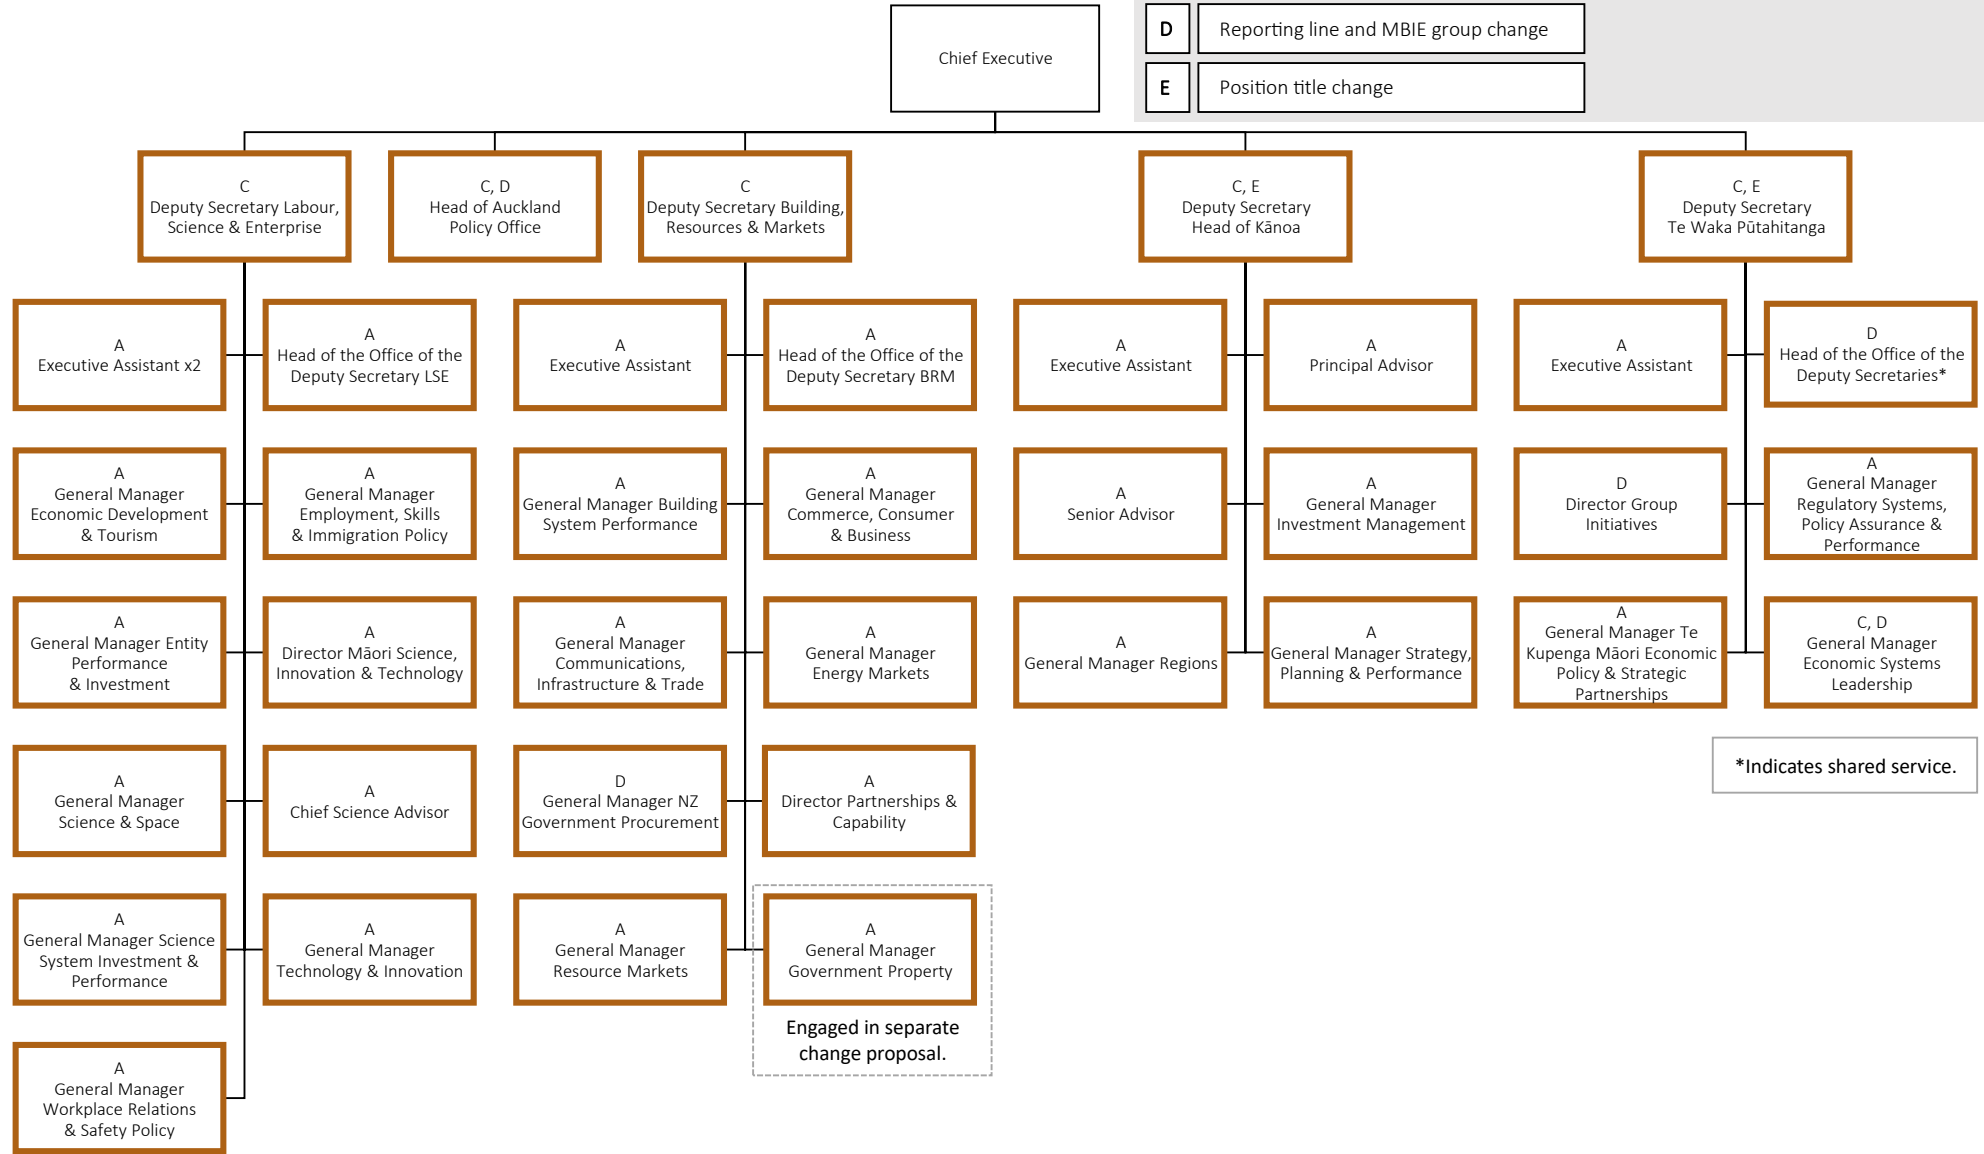 Chief Executive
D
Reporting line and MBIE group change
E
Position title change
C
Deputy Secretary Labour,
Science & Enterprise
C, D
Head of Auckland
Policy Office
C
Deputy Secretary Building,
Resources & Markets
C, E
Deputy Secretary
Head of Kānoa
C, E
Deputy Secretary
Te Waka Pūtahitanga
A
Executive Assistant x2
A
Head of the Office of the
Deputy Secretary LSE
A
Executive Assistant
A
Head of the Office of the
Deputy Secretary BRM
A
Executive Assistant
A
Principal Advisor
A
Executive Assistant
D
Head of the Office of the
Deputy Secretaries*
A
General Manager
Economic Development
& Tourism
A
General Manager
Employment, Skills
& Immigration Policy
A
General Manager Building
System Performance
A
General Manager
Commerce, Consumer
& Business
A
Senior Advisor
A
General Manager
Investment Management
D
Director Group
Initiatives
A
General Manager
Regulatory Systems,
Policy Assurance &
Performance
A
General Manager Entity
Performance
& Investment
A
Director Māori Science,
Innovation & Technology
A
General Manager
Communications,
Infrastructure & Trade
A
General Manager
Energy Markets
A
General Manager Regions
A
General Manager Strategy,
Planning & Performance
A
General Manager Te
Kupenga Māori Economic
Policy & Strategic
Partnerships
C, D
General Manager
Economic Systems
Leadership
A
General Manager
Science & Space
A
Chief Science Advisor
D
General Manager NZ
Government Procurement
A
Director Partnerships &
Capability
*Indicates shared service.
A
General Manager Science
System Investment &
Performance
A
General Manager
Technology & Innovation
A
General Manager
Resource Markets
A
General Manager
Government Property
Engaged in separate
change proposal.
A
General Manager
Workplace Relations
& Safety Policy